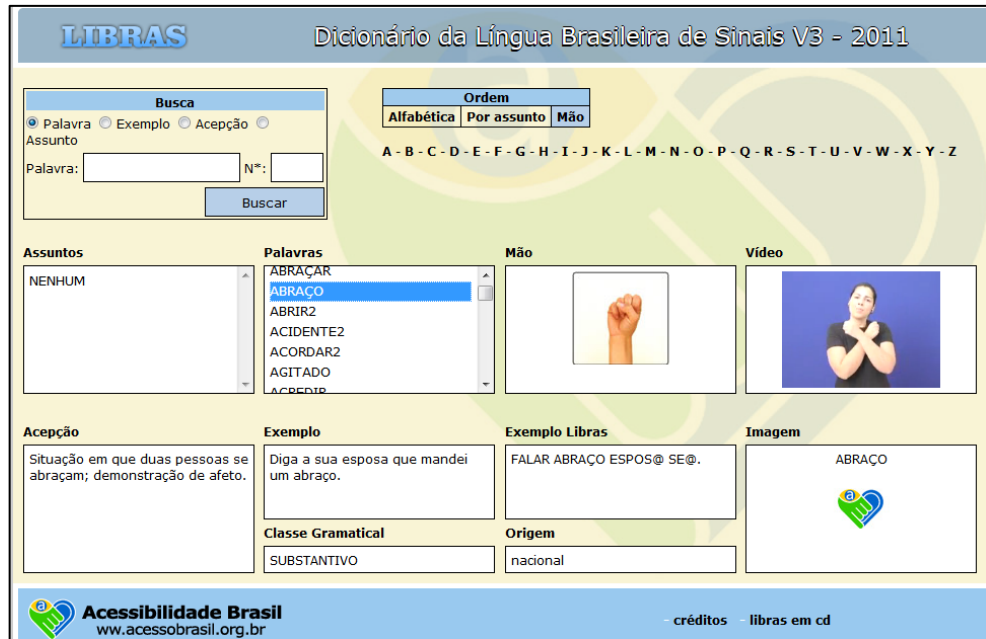 LIBRAS
Dicionário da Língua Brasileira de Sinais V3 - 2011
Busca
Palavra Exemplo Acepção
Assunto
Palavra: N*:
Buscar
Ordem
Alfabética Por assunto Mão
A - B - C - D - E - F - G - H - I - J - K - L - M - N - O - P - Q - R - S - T - U - V - W - X - Y - Z
Assuntos
NENHUM
Palavras
ABRAÇAR
ABRAÇO
ABRIR2
ACIDENTE2
ACORDAR2
AGITADO
Mão
Vídeo
Acepção
Situação em que duas pessoas se
abraçam; demonstração de afeto.
Exemplo
Diga a sua esposa que mandei
um abraço.
Exemplo Libras
FALAR ABRAÇO ESPOS@ SE@.
Imagem
ABRAÇO
a
Classe Gramatical
SUBSTANTIVO
Origem
nacional
a
Acessibilidade Brasil
ww.acessobrasil.org.br
- créditos - libras em cd